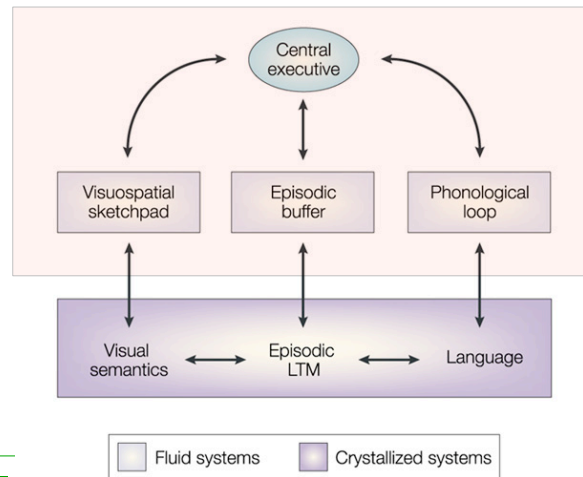 Central
executive
Visuospatial
sketchpad
Episodic
buffer
Phonological
loop
Visual
semantics
Episodic
LTM
Language
Fluid systems
Crystallized systems